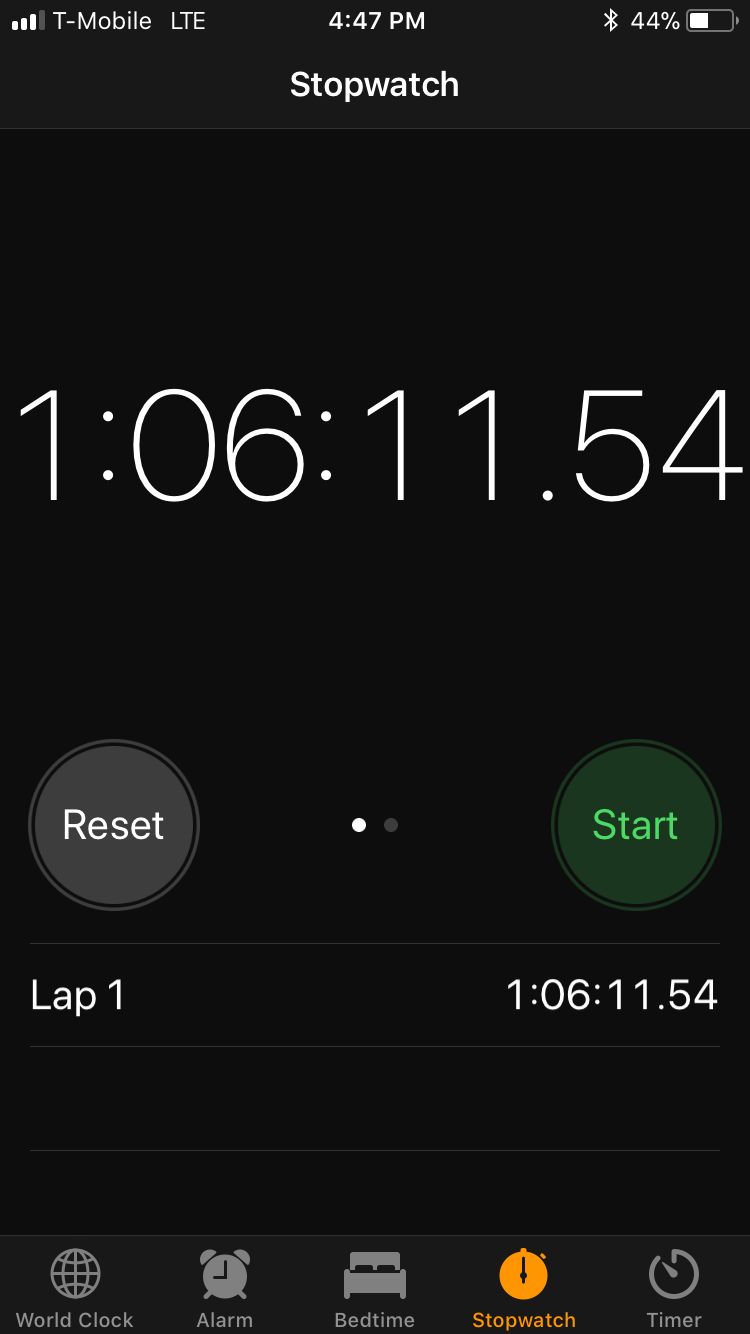 T-Mobile LTE 4:47 PM 44%
Stopwatch
1:06:11.54
Reset Start
Lap 1 1:06:11.54
World Clock Alarm Bedtime Stopwatch Timer